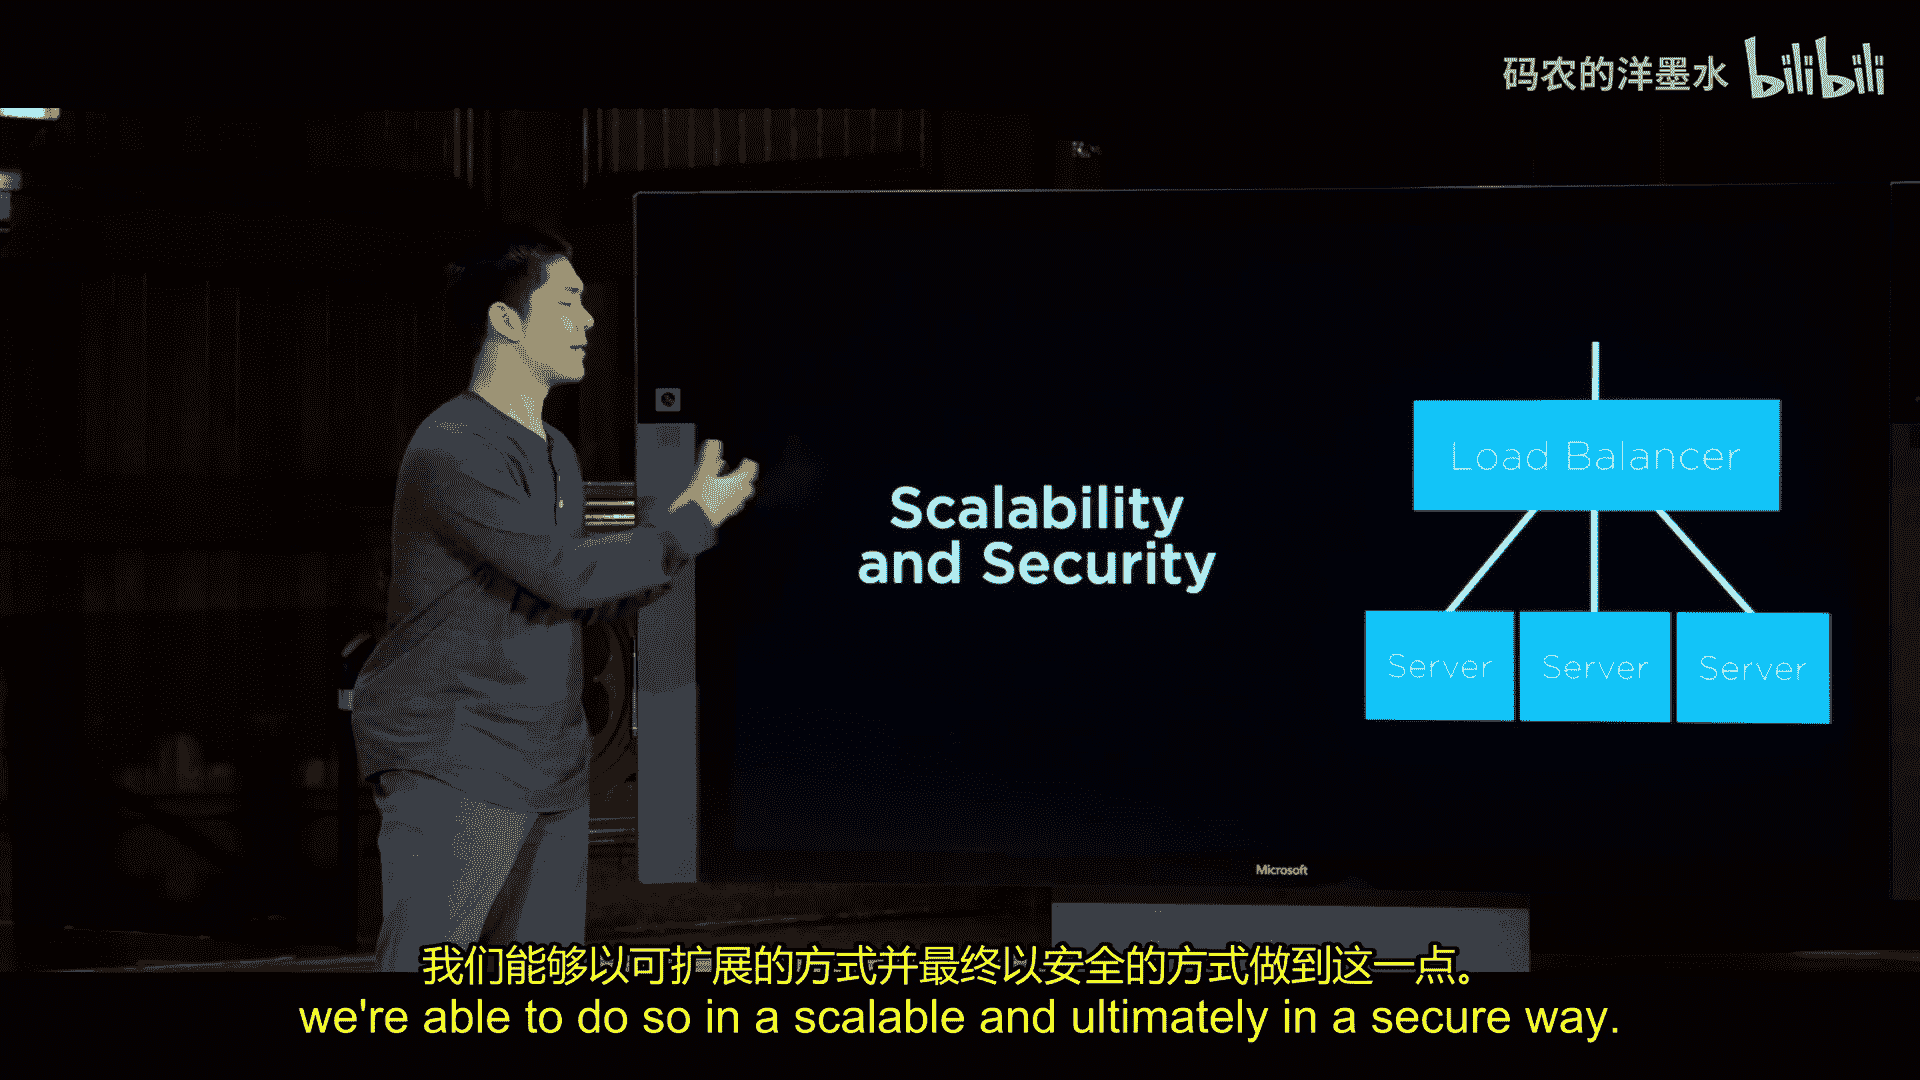 码农的洋墨水 bilibili
Load Balancer
Scalability
and Security
Server Server Server
Microsoft
我们能够以可扩展的方式并最终以安全的方式做到这一点。
we're able to do so in a scalable and ultimately in a secure way.